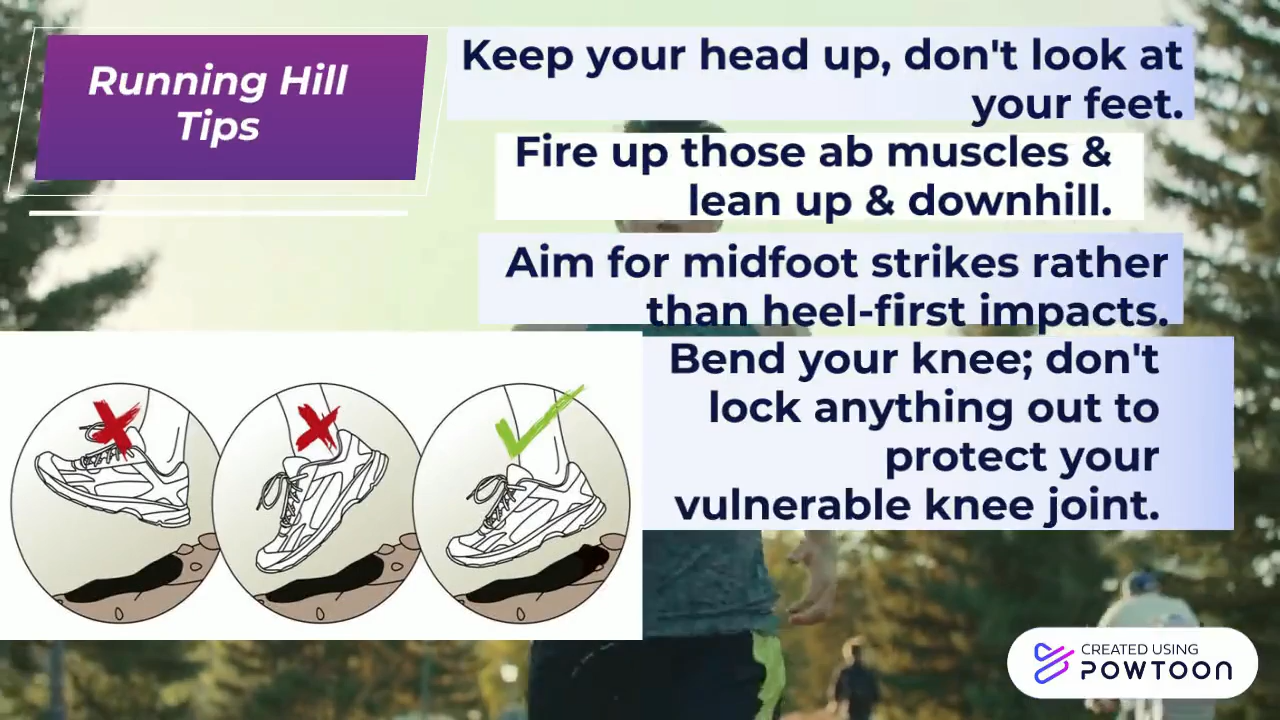 Running Hill
Tips
Keep your head up, don't look at
your feet.
Fire up those ab muscles &
lean up & downhill.
Aim for midfoot strikes rather
than heel-first impacts.
Bend your knee; don't
lock anything out to
protect your
vulnerable knee joint.
CREATED USING
POWTOON